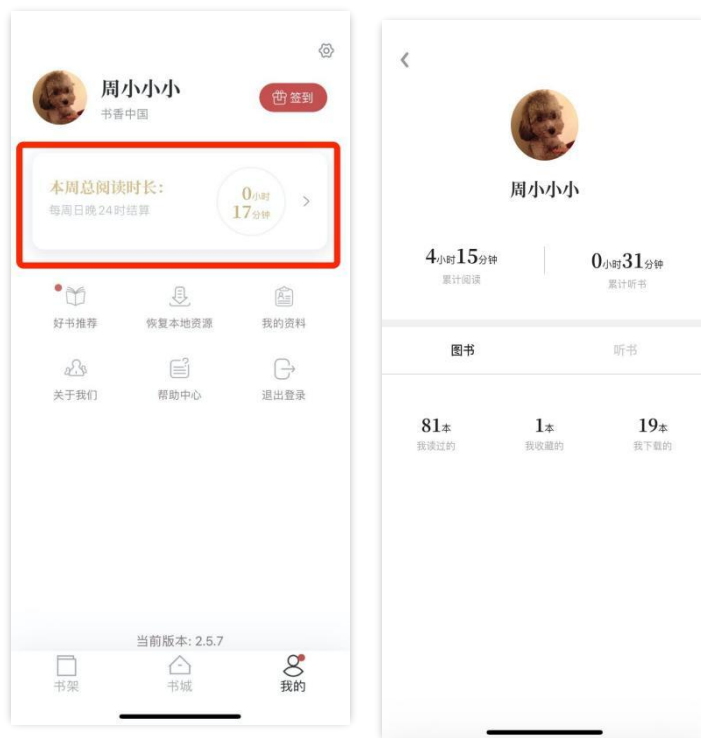 周小小小
签到
书香中国
本周总阅读时长：
每周日晚24时结算
0小时
17分钟
好书推荐
恢复本地资源
我的资料
关于我们
帮助中心
退出登录
当前版本: 2.5.7
书架
书城
我的
周小小小
4小时15分钟
0小时31分钟
累计阅读
累计听书
图书
听书
81本
1本
19本
我读过的
我收藏的
我下载的